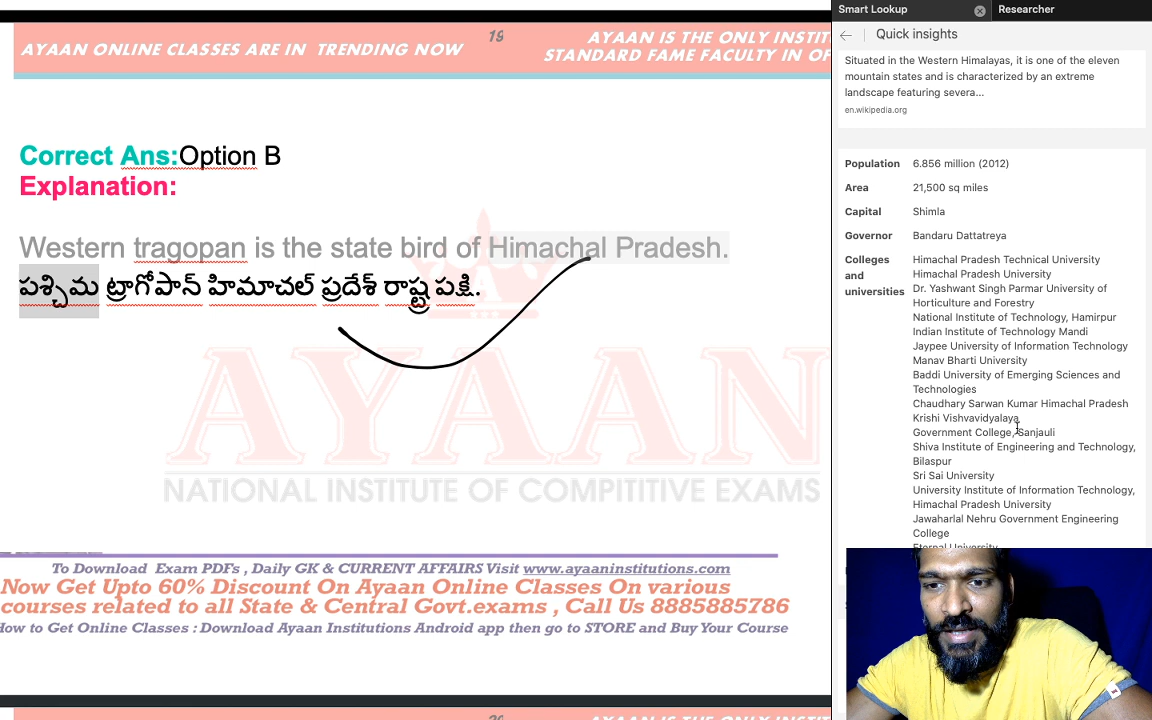 Smart Lookup
Researcher
Quick insights
19
AYAAN ONLINE CLASSES ARE IN TRENDING NOW
AYAAN IS THE ONLY INSTIT
STANDARD FAME FACULTY IN OF
Correct Ans:Option B
Explanation:
Western tragopan is the state bird of Himachal Pradesh.
పశ్చిమ ట్రాగోపాన్ హిమాచల్ ప్రదేశ్ రాష్ట్ర పక్షి.
AYAAN
NATIONAL INSTITUTE OF COMPITITIVE EXAMS
To Download Exam PDFs , Daily GK & CURRENT AFFAIRS Visit www.ayaaninstitutions.com
Now Get Upto 60% Discount On Ayaan Online Classes On various
courses related to all State & Central Govt.exams , Call Us 8885885786
How to Get Online Classes : Download Ayaan Institutions Android app then go to STORE and Buy Your Course
Situated in the Western Himalayas, it is one of the eleven
mountain states and is characterized by an extreme
landscape featuring severa...
en.wikipedia.org
Population 6.856 million (2012)
Area 21,500 sq miles
Capital Shimla
Governor Bandaru Dattatreya
Colleges and universities
Himachal Pradesh Technical University
Himachal Pradesh University
Dr. Yashwant Singh Parmar University of
Horticulture and Forestry
National Institute of Technology, Hamirpur
Indian Institute of Technology Mandi
Jaypee University of Information Technology
Manav Bharti University
Baddi University of Emerging Sciences and
Technologies
Chaudhary Sarwan Kumar Himachal Pradesh
Krishi Vishvavidyalaya
Government College, Sanjauli
Shiva Institute of Engineering and Technology,
Bilaspur
Sri Sai University
University Institute of Information Technology,
Himachal Pradesh University
Jawaharlal Nehru Government Engineering
College
Eternal University